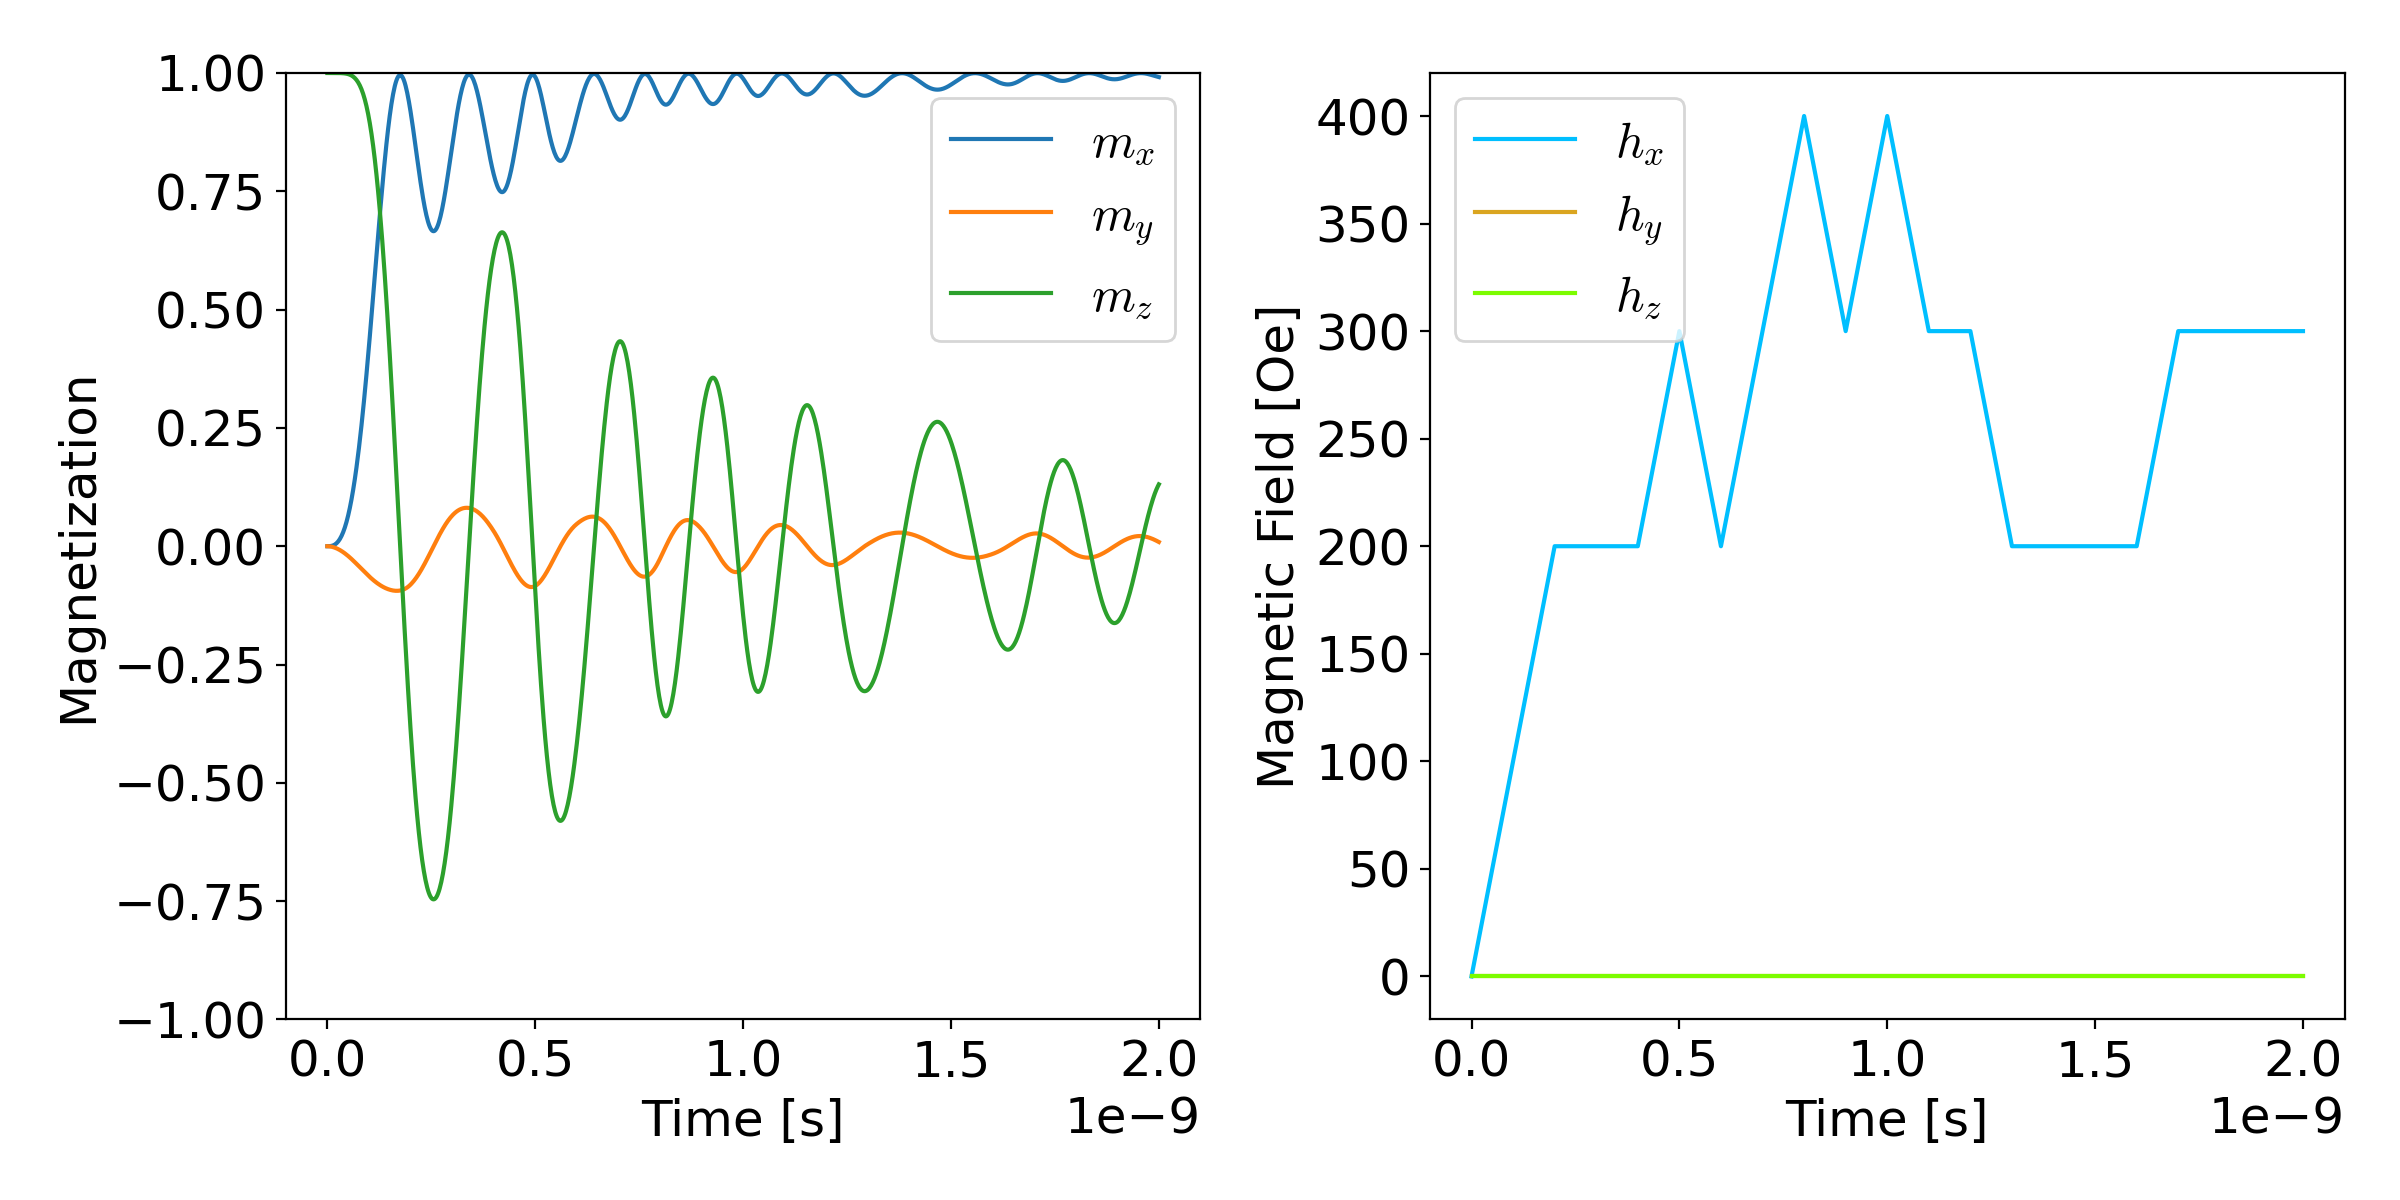 1.00
0.75
0.50
0.25
0.00
−0.25
−0.50
−0.75
−1.00
Magnetization
m_x
m_y
m_z
0.0 0.5 1.0 1.5 2.0
Time [s]
1e−9
400
350
300
250
200
150
100
50
0
Magnetic Field [Oe]
h_x
h_y
h_z
0.0 0.5 1.0 1.5 2.0
Time [s]
1e−9